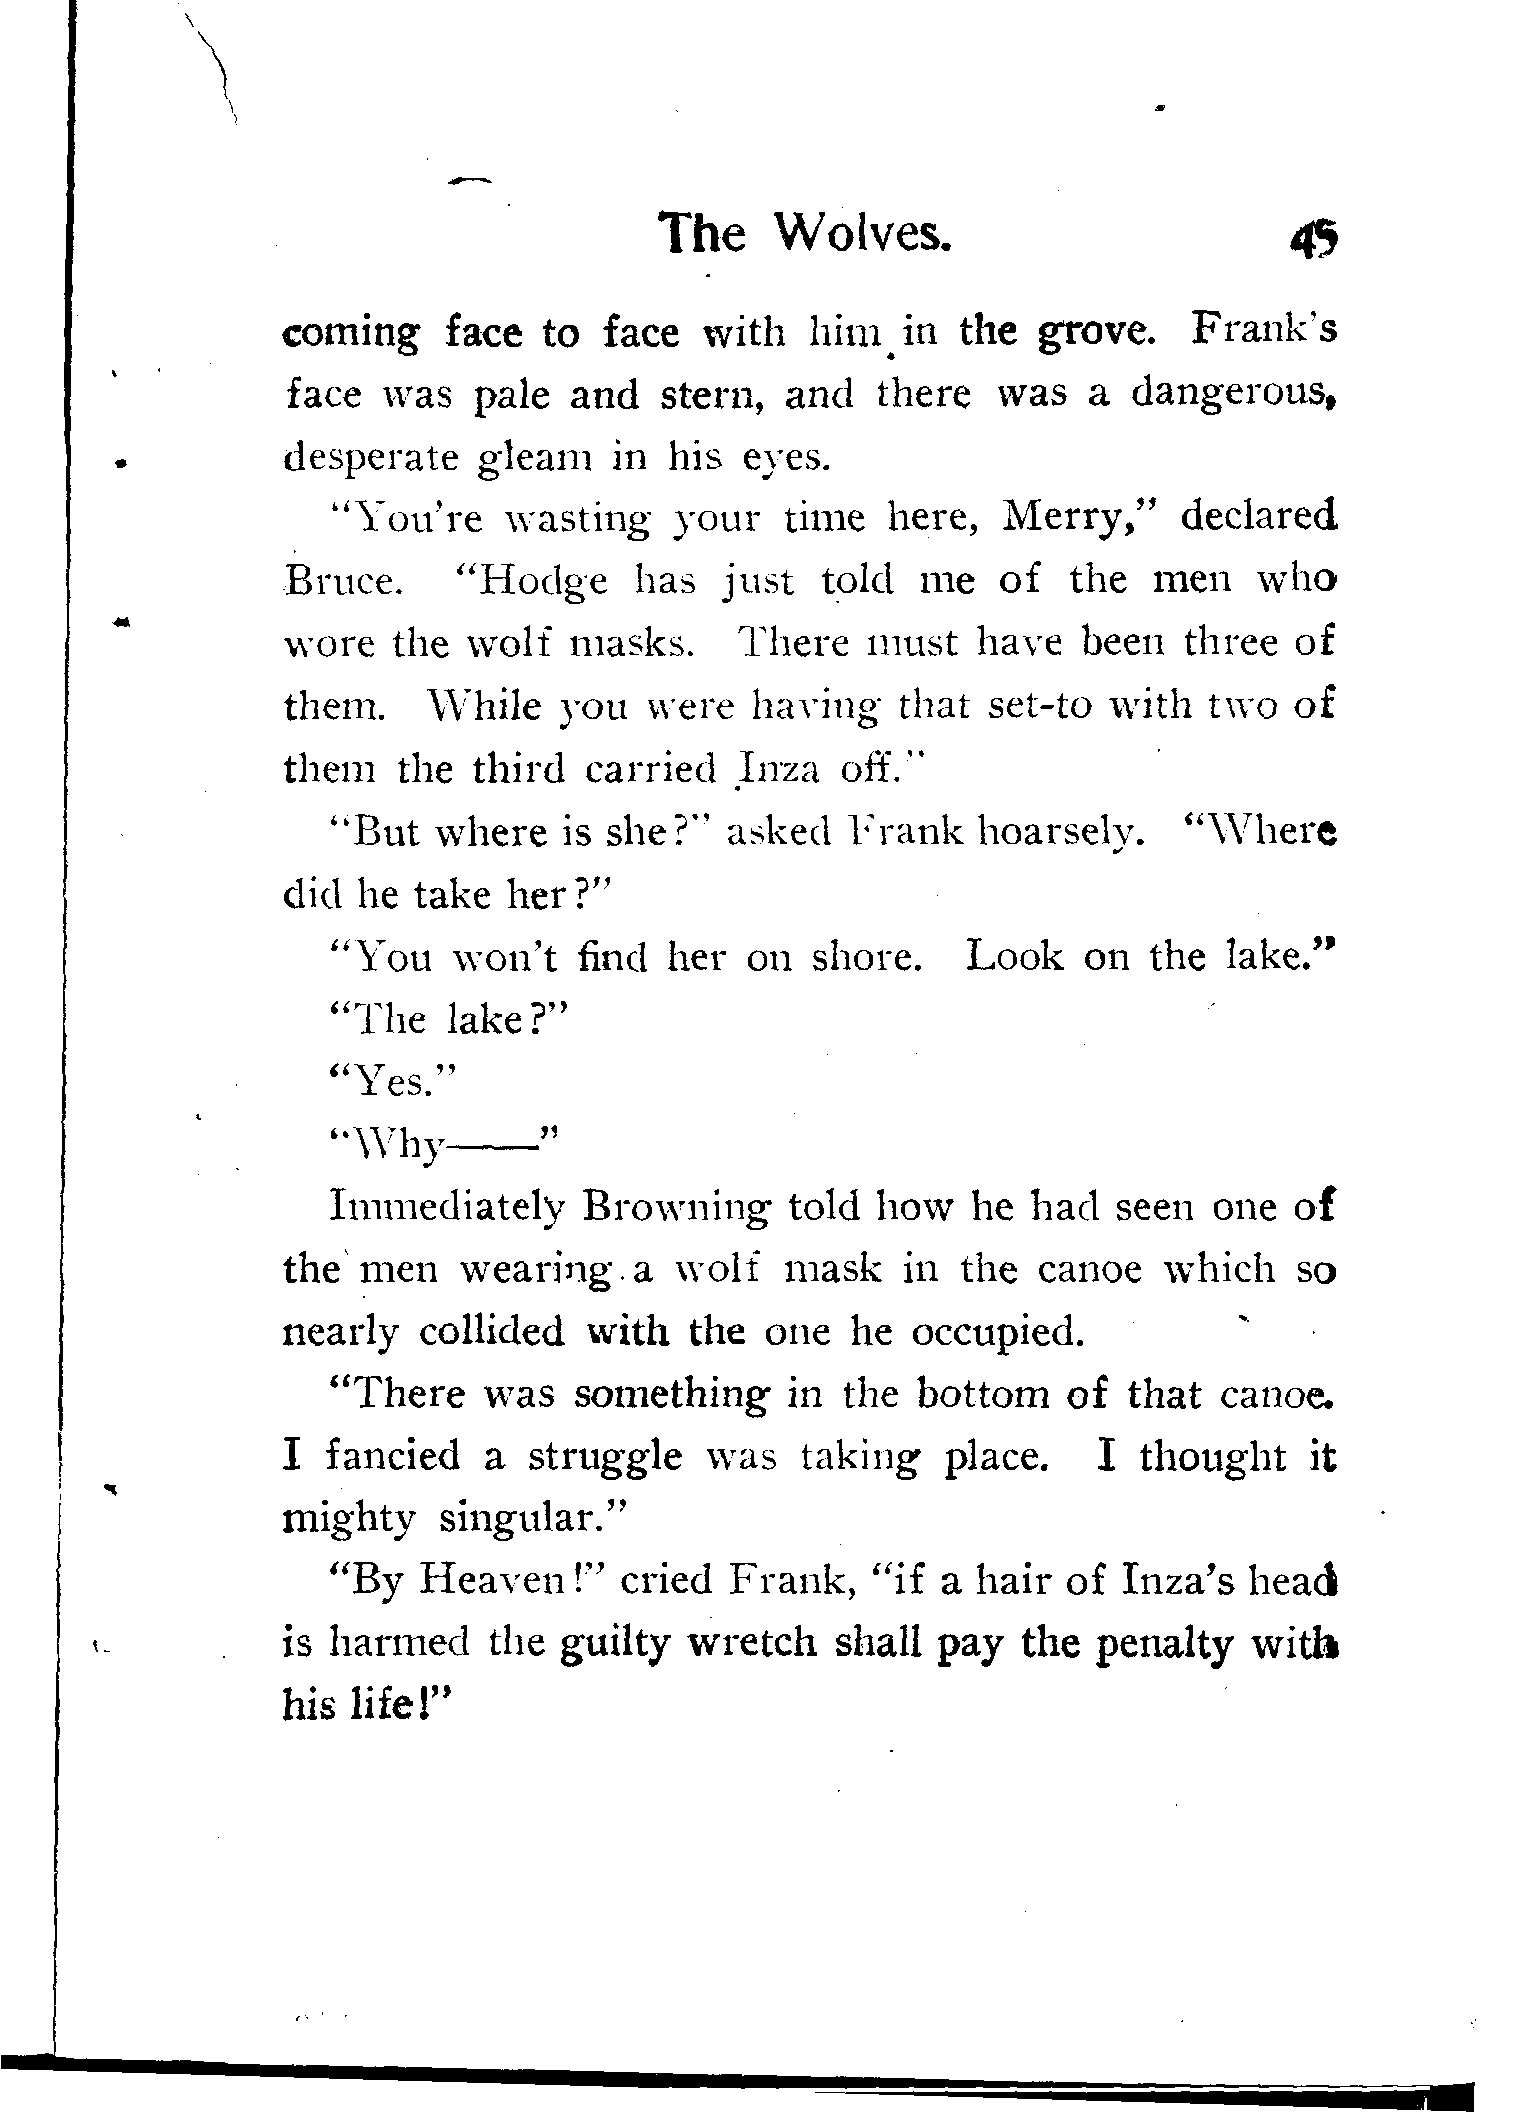 The Wolves. 45
coming face to face with him in the grove. Frank's
face was pale and stern, and there was a dangerous,
desperate gleam in his eyes.
"You're wasting your time here, Merry," declared
Bruce. "Hodge has just told me of the men who
wore the wolf masks. There must have been three of
them. While you were having that set-to with two of
them the third carried Inza off."
"But where is she?" asked Frank hoarsely. "Where
did he take her?"
"You won't find her on shore. Look on the lake."
"The lake?"
"Yes."
"Why——"
Immediately Browning told how he had seen one of
the men wearing a wolf mask in the canoe which so
nearly collided with the one he occupied.
"There was something in the bottom of that canoe.
I fancied a struggle was taking place. I thought it
mighty singular."
"By Heaven!" cried Frank, "if a hair of Inza's head
is harmed the guilty wretch shall pay the penalty with
his life!"